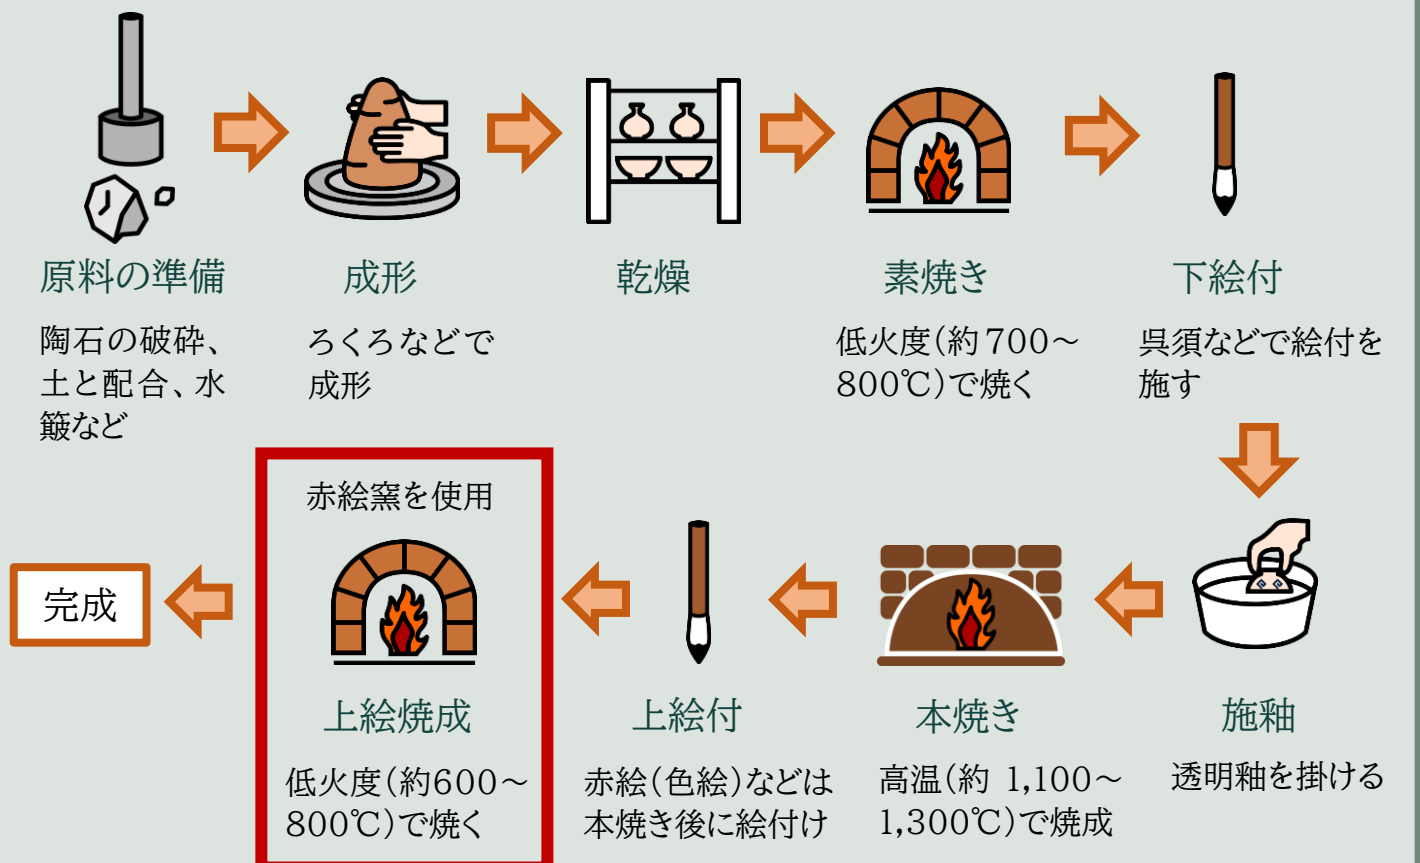 原料の準備
陶石の破砕、
土と配合、水
簸など
成形
ろくろなどで
成形
乾燥
素焼き
低火度(約700~
800℃)で焼く
下絵付
呉須などで絵付を
施す
施釉
透明釉を掛ける
本焼き
高温(約 1,100~
1,300℃)で焼成
上絵付
赤絵(色絵)などは
本焼き後に絵付け
赤絵窯を使用
上絵焼成
低火度(約600~
800℃)で焼く
完成